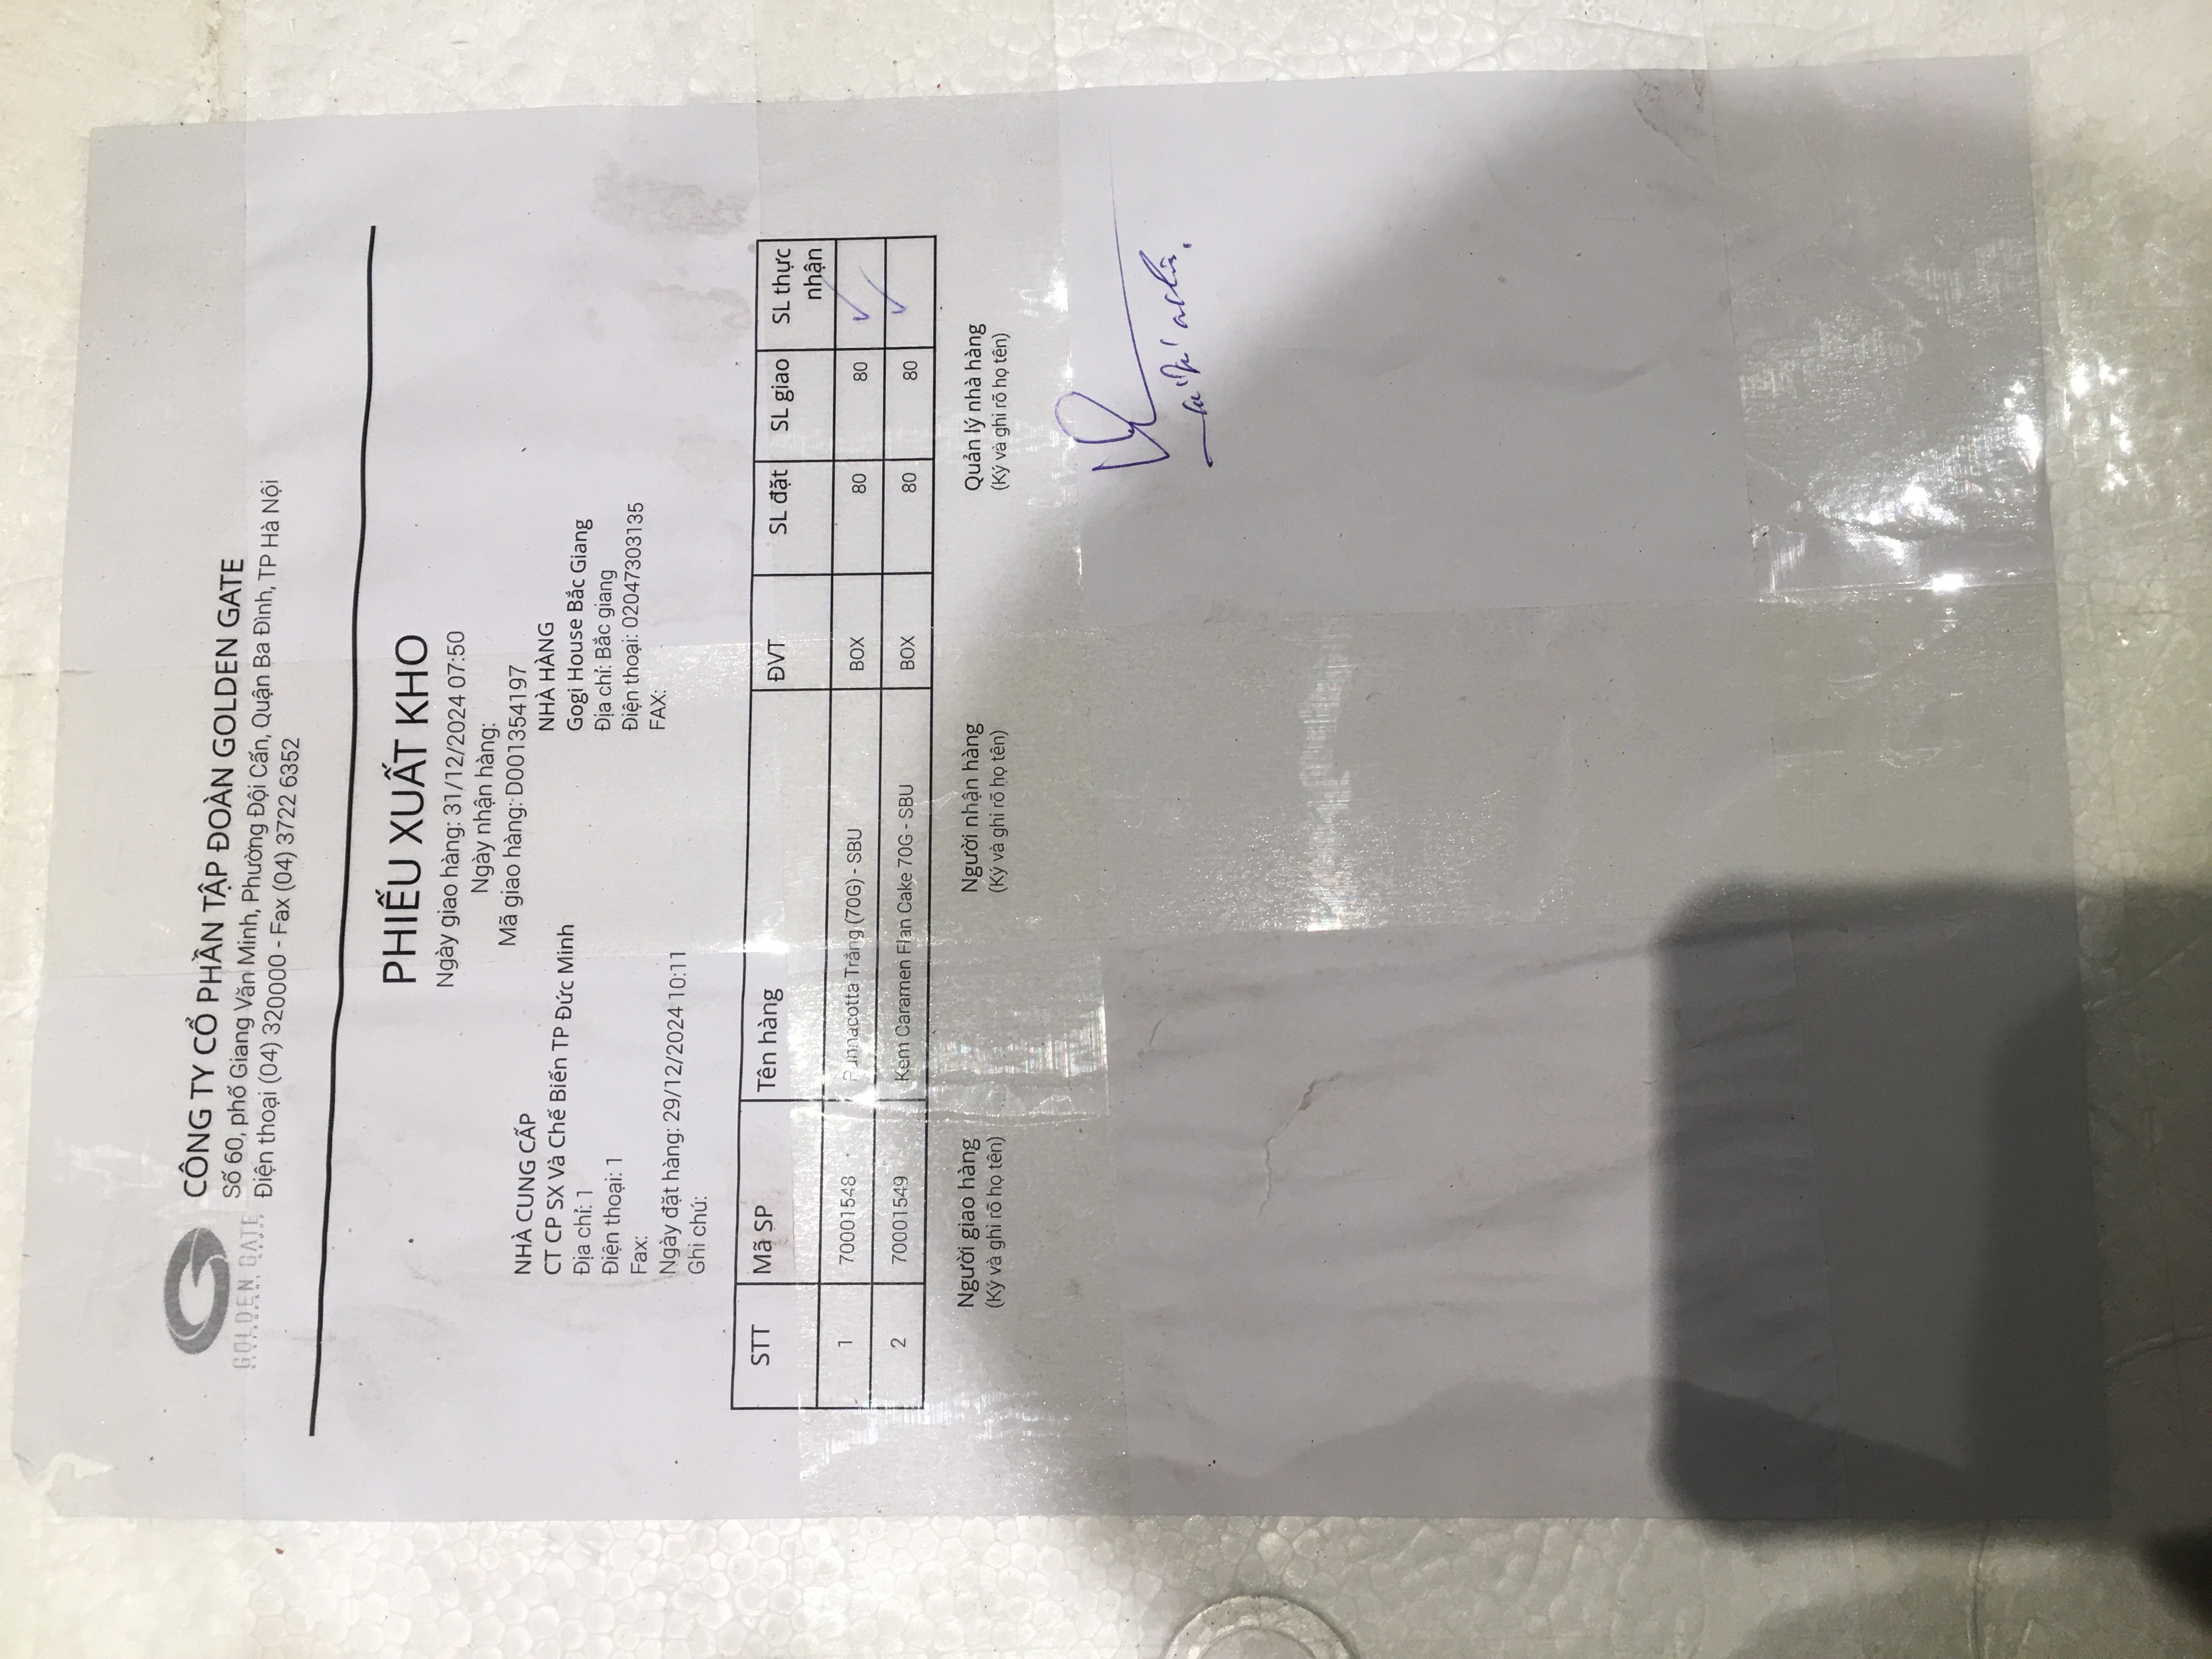 GOLDEN GATE
CÔNG TY CỔ PHẦN TẬP ĐOÀN GOLDEN GATE
Số 60, phố Giang Văn Minh, Phường Đội Cấn, Quận Ba Đình, TP Hà Nội
Điện thoại (04) 320000 - Fax (04) 3722 6352
PHIẾU XUẤT KHO
Ngày giao hàng: 31/12/2024 07:50
Ngày nhận hàng:
Mã giao hàng: D001354197
NHÀ CUNG CẤP
CT CP SX Và Chế Biến TP Đức Minh
Địa chỉ: 1
Điện thoại: 1
Fax:
NHÀ HÀNG
Gogi House Bắc Giang
Địa chỉ: Bắc giang
Điện thoại: 02047303135
FAX:
Ngày đặt hàng: 29/12/2024 10:11
Ghi chú:
STT Mã SP Tên hàng ĐVT SL đặt SL giao SL thực nhận
1 70001548 Pannacotta Trắng (70G) - SBU BOX 80 80 ✓
2 70001549 Kem Caramen Flan Cake 70G - SBU BOX 80 80 ✓
Người giao hàng Người nhận hàng Quản lý nhà hàng
(Ký và ghi rõ họ tên) (Ký và ghi rõ họ tên) (Ký và ghi rõ họ tên)